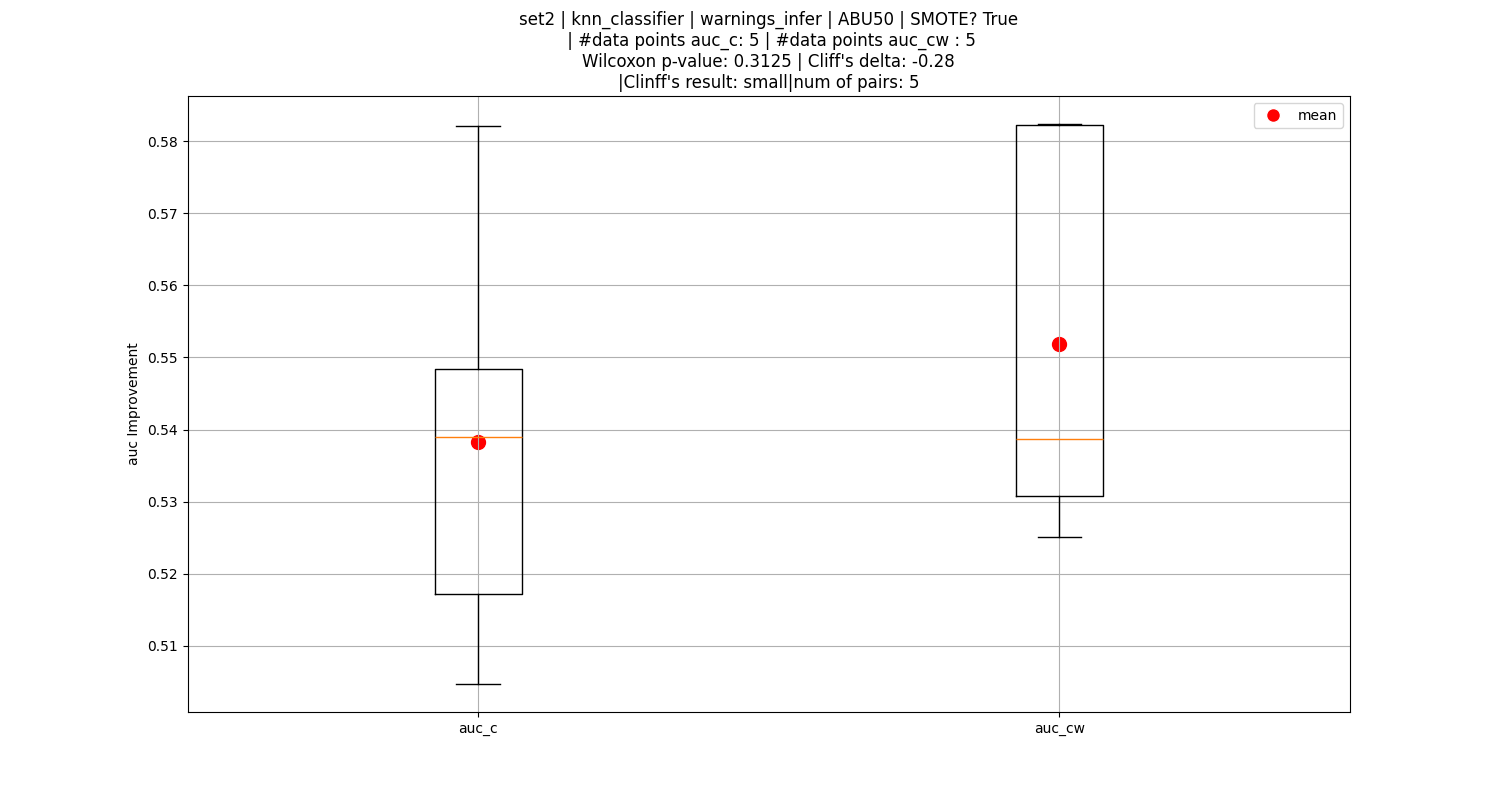 set2 | knn_classifier | warnings_infer | ABU50 | SMOTE? True
| #data points auc_c: 5 | #data points auc_cw : 5
Wilcoxon p-value: 0.3125 | Cliff's delta: -0.28
|Clinff's result: small|num of pairs: 5
mean
0.58
0.57
0.56
0.55
0.54
0.53
0.52
0.51
auc Improvement
auc_c
auc_cw